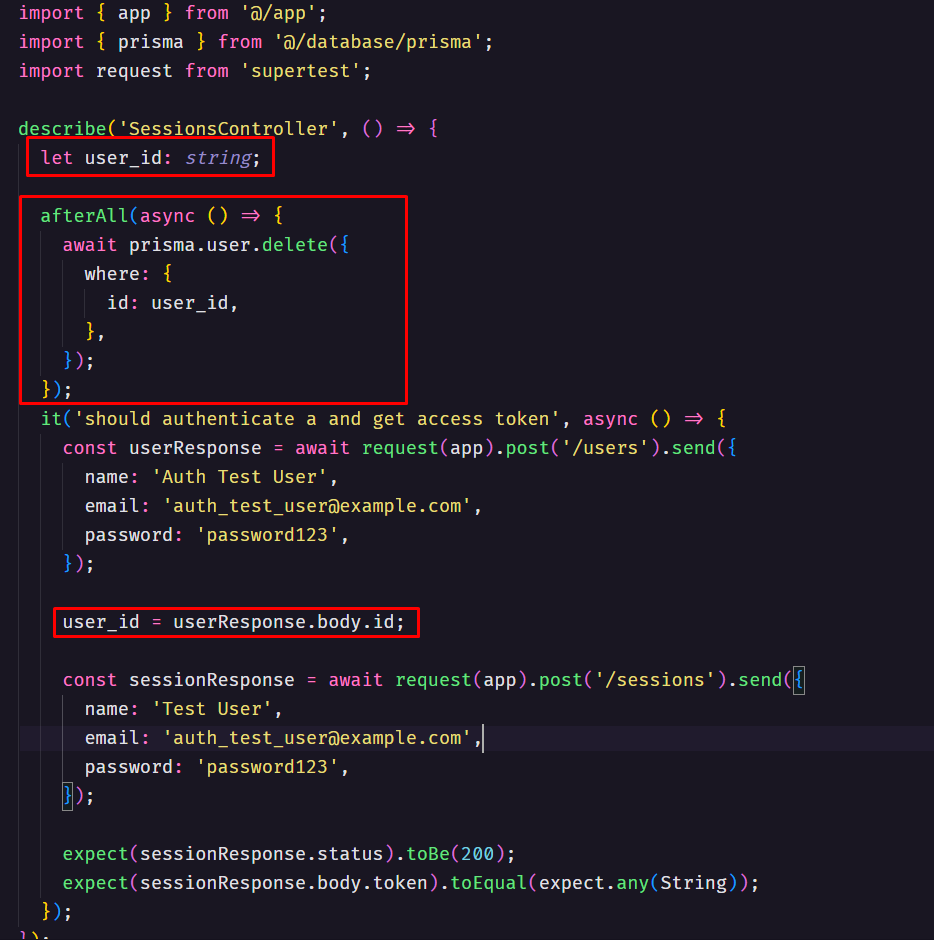 import { app } from '@/app';
import { prisma } from '@/database/prisma';
import request from 'supertest';
describe('SessionsController', () => {
let user_id: string;
afterAll(async () => {
await prisma.user.delete({
where: {
id: user_id,
},
});
});
it('should authenticate a and get access token', async () => {
const userResponse = await request(app).post('/users').send({
name: 'Auth Test User',
email: 'auth_test_user@example.com',
password: 'password123',
});
user_id = userResponse.body.id;
const sessionResponse = await request(app).post('/sessions').send({
name: 'Test User',
email: 'auth_test_user@example.com',
password: 'password123',
});
expect(sessionResponse.status).toBe(200);
expect(sessionResponse.body.token).toEqual(expect.any(String));
});
});